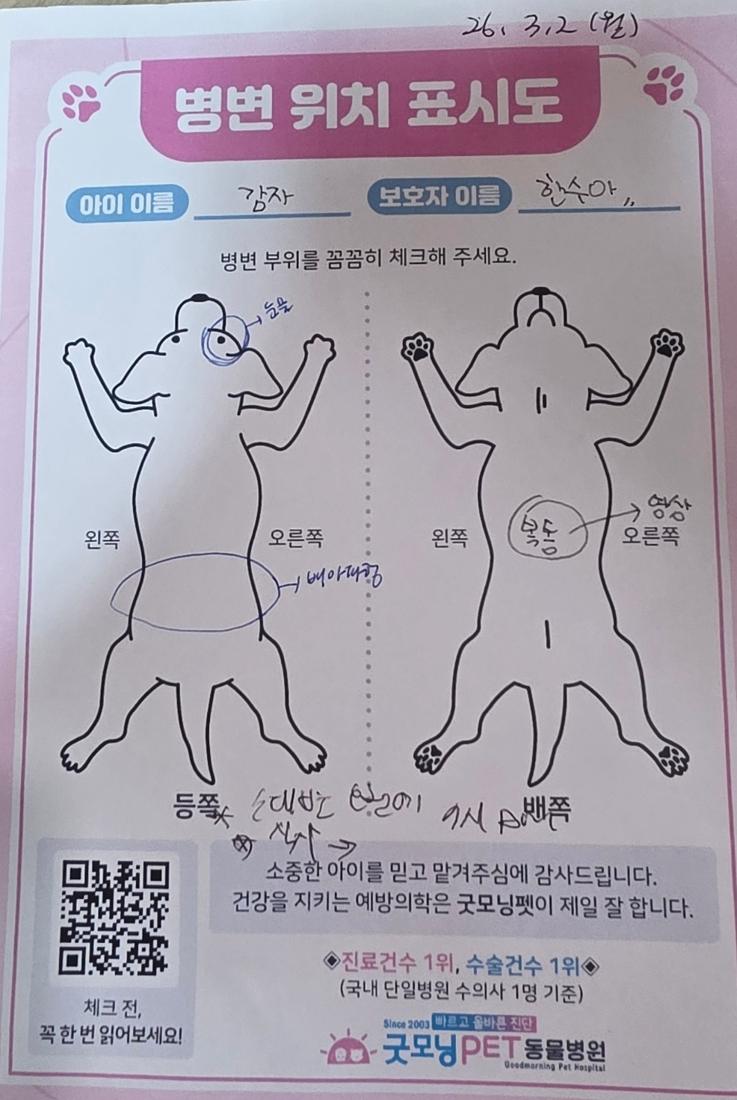 26. 3. 2 (월)
병변 위치 표시도
아이 이름 감자 보호자 이름 한수아
병변 부위를 꼼꼼히 체크해 주세요.
눈물
왼쪽 오른쪽
왼쪽 오른쪽
복통 → 영상
등쪽
배쪽
소중한 아이를 믿고 맡겨주심에 감사드립니다.
건강을 지키는 예방의학은 굿모닝펫이 제일 잘 합니다.
체크 전,
꼭 한 번 읽어보세요!
◈진료건수 1위, 수술건수 1위◈
(국내 단일병원 수의사 1명 기준)
Since 2003 빠르고 올바른 진단
굿모닝PET동물병원
Goodmorning Pet Hospital